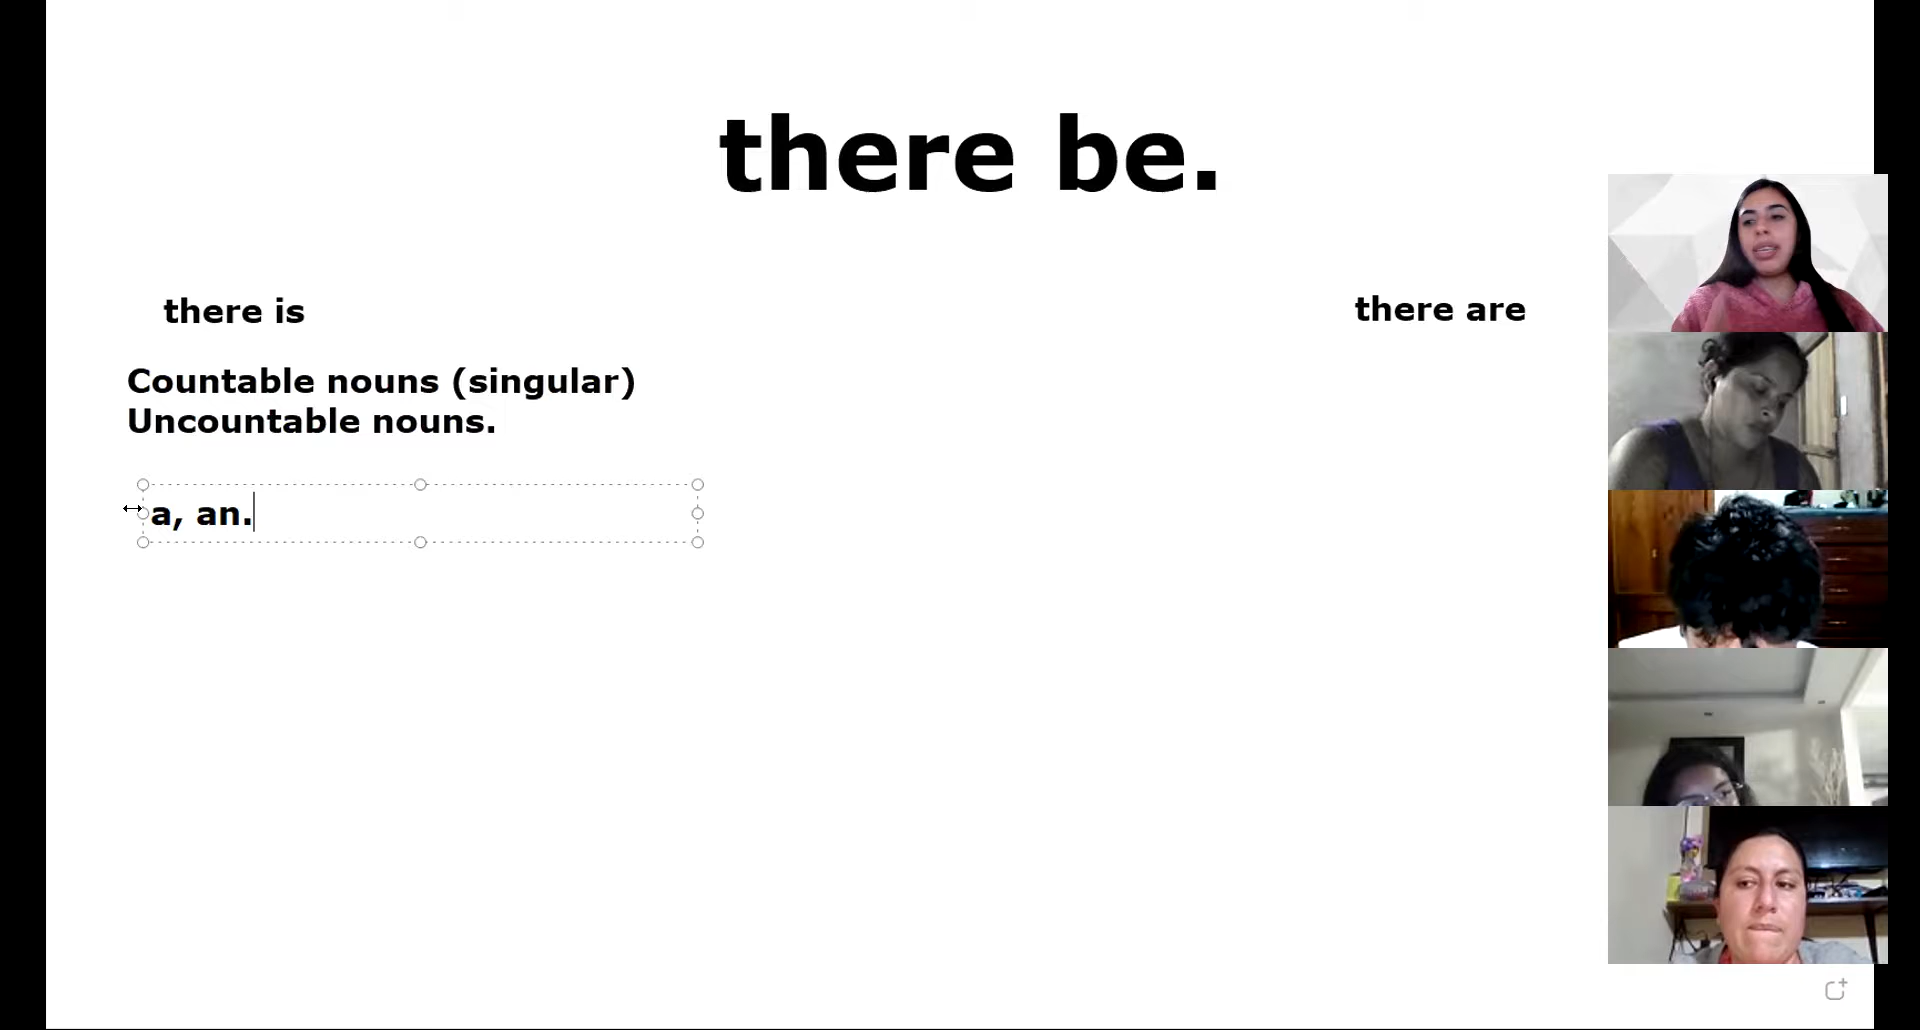 there be.
there is
there are
Countable nouns (singular)
Uncountable nouns.
a, an.